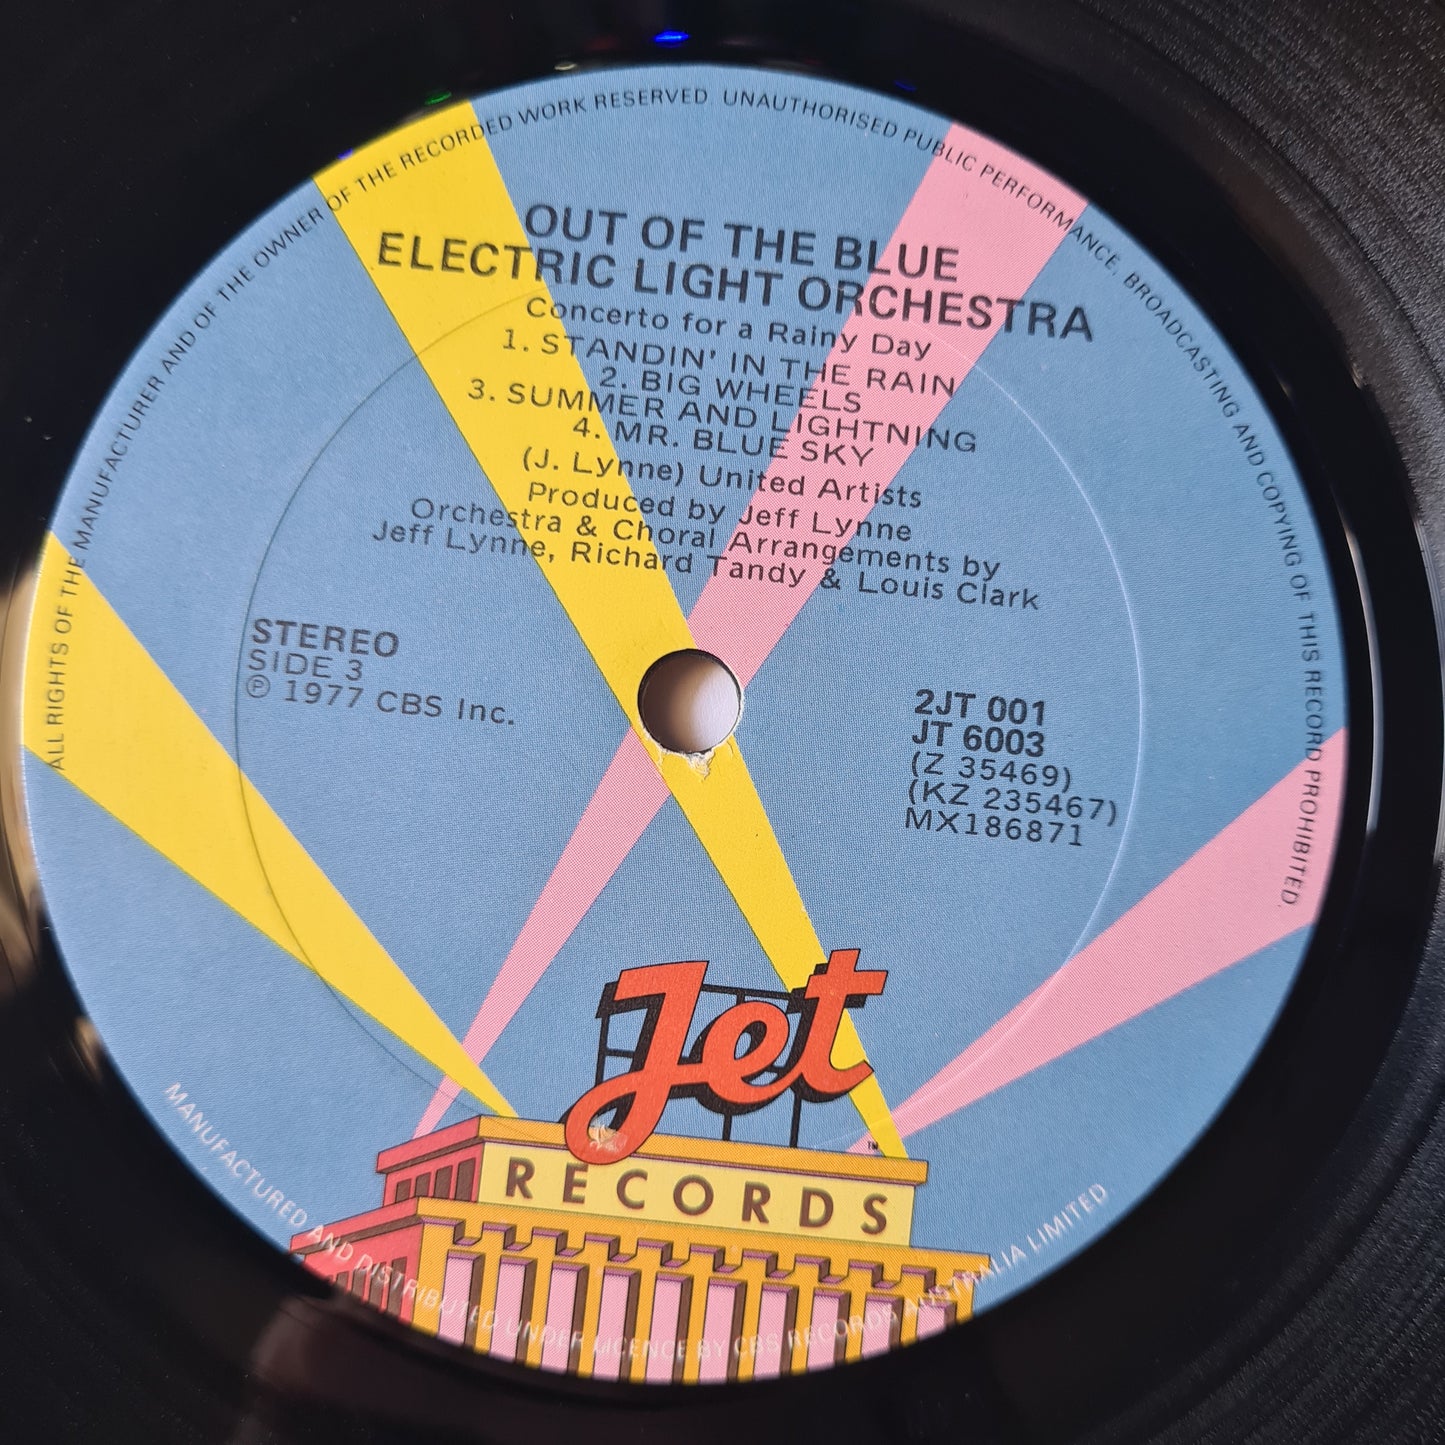 ALL RIGHTS OF THE MANUFACTURER AND OF THE OWNER OF THE RECORDED WORK RESERVED. UNAUTHORISED PUBLIC PERFORMANCE, BROADCASTING AND COPYING OF THIS RECORD PROHIBITED.
OUT OF THE BLUE
ELECTRIC LIGHT ORCHESTRA
Concerto for a Rainy Day
1. STANDIN' IN THE RAIN
2. BIG WHEELS
3. SUMMER AND LIGHTNING
4. MR. BLUE SKY
(J. Lynne) United Artists
Produced by Jeff Lynne
Orchestra & Choral Arrangements by
Jeff Lynne, Richard Tandy & Louis Clark
STEREO
SIDE 3
℗ 1977 CBS Inc.
2JT 001
JT 6003
(Z 35469)
(KZ 235467)
MX186871
Jet
TM
RECORDS
MANUFACTURED AND DISTRIBUTED UNDER LICENCE BY CBS RECORDS AUSTRALIA LIMITED